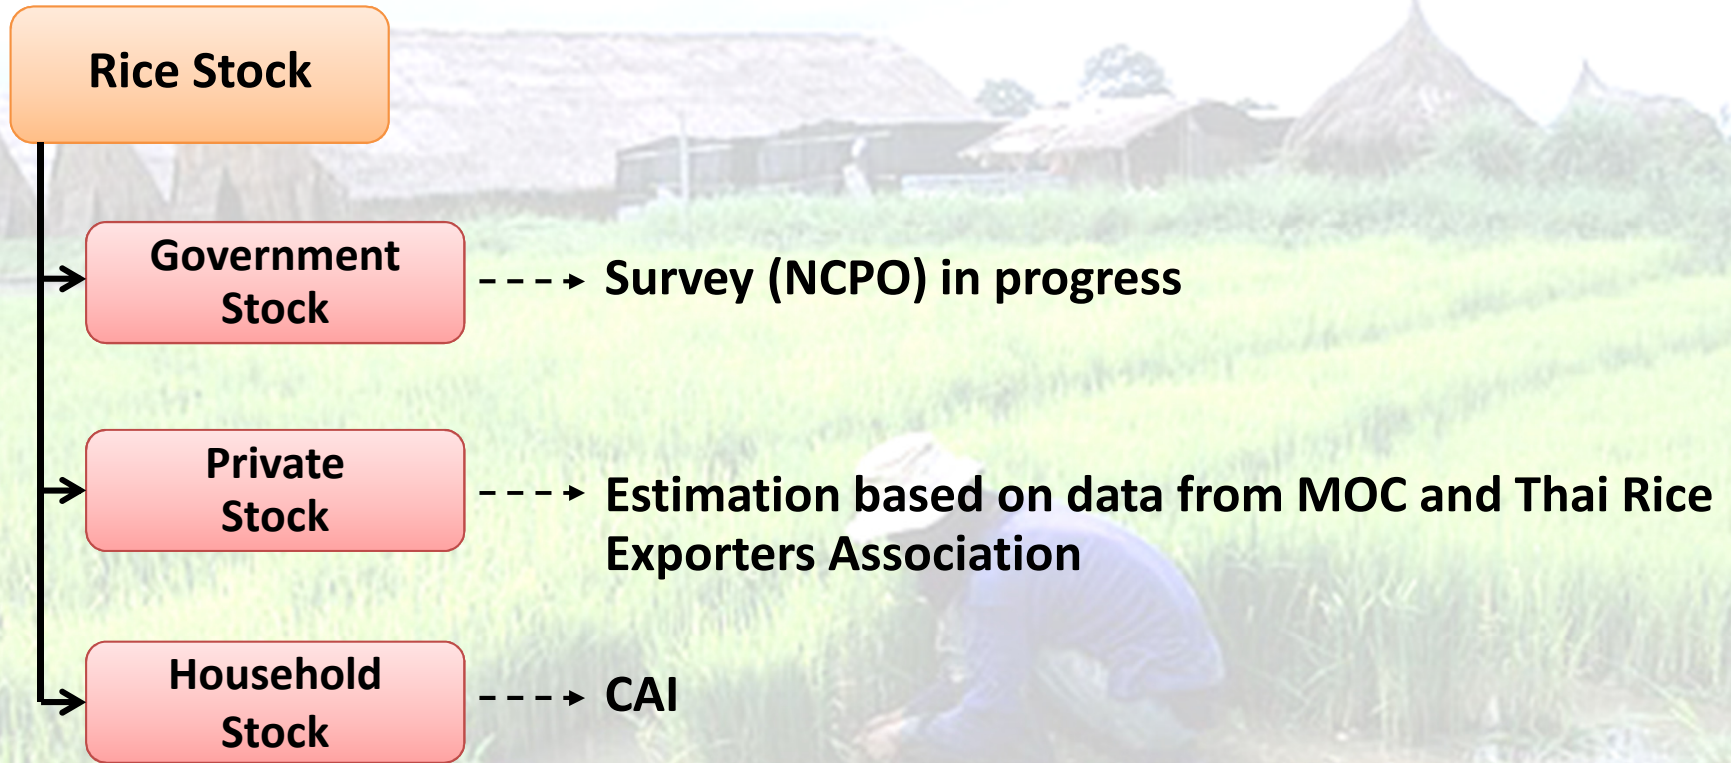 Rice Stock
Government
Stock
Survey (NCPO) in progress
Private
Stock
Estimation based on data from MOC and Thai Rice
Exporters Association
Household
Stock
CAI